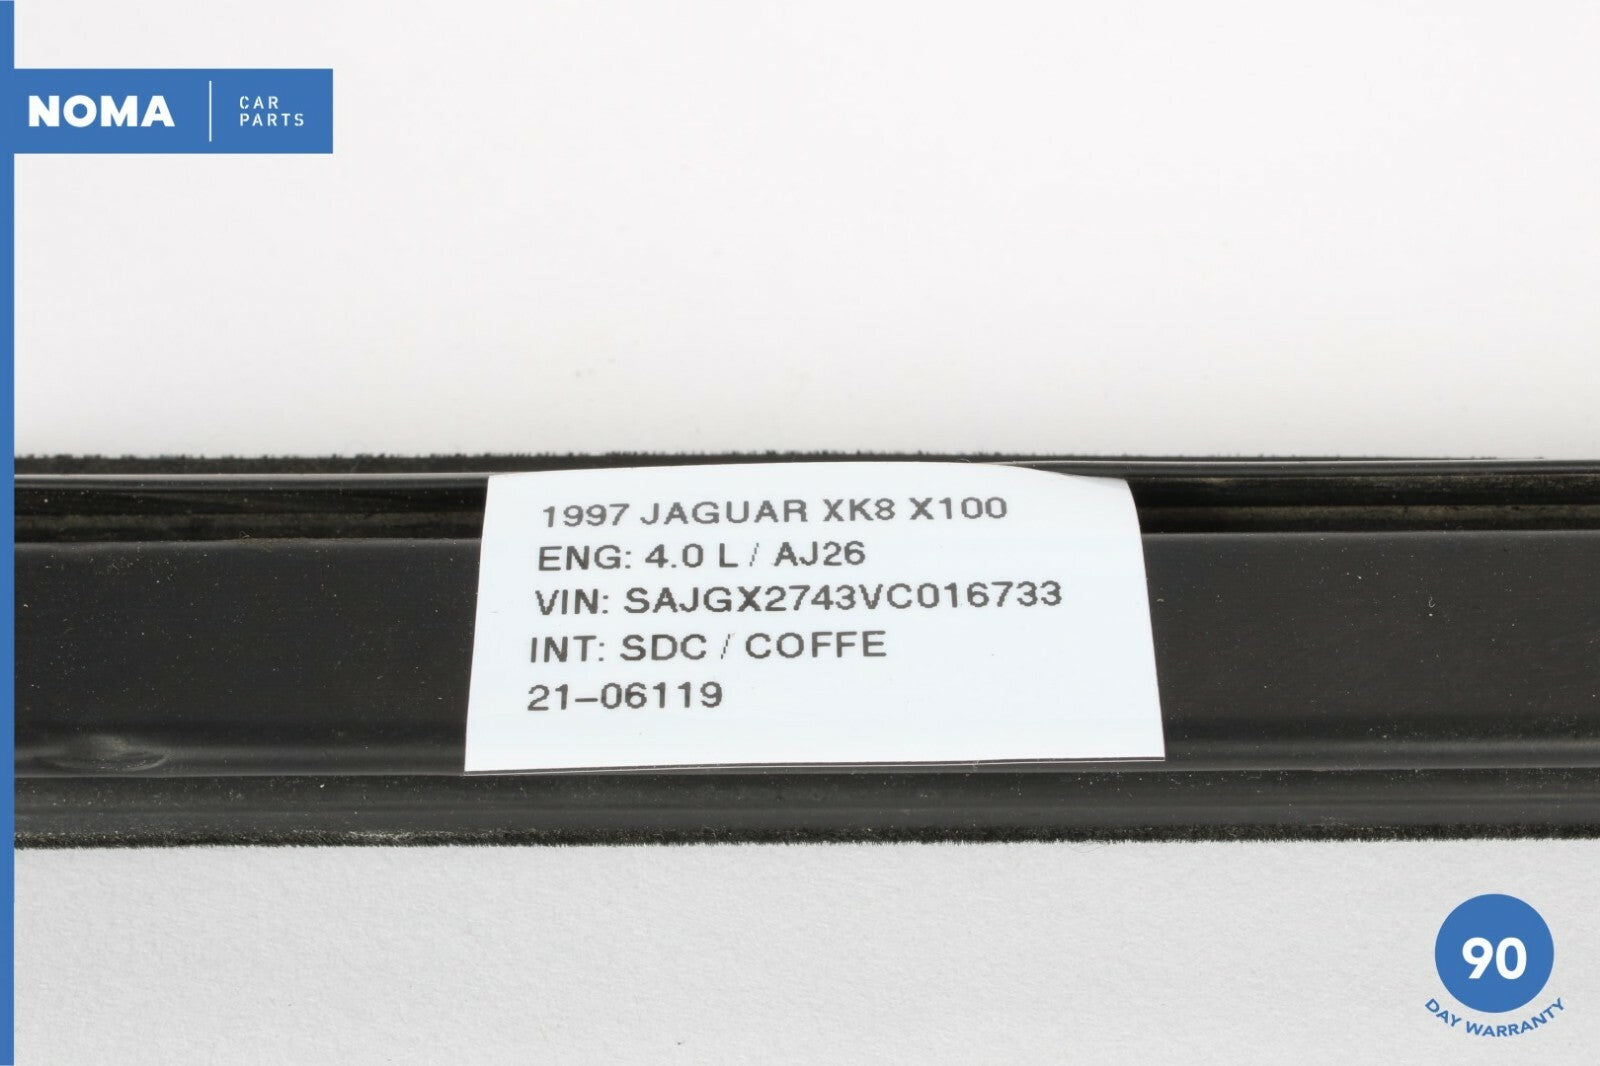 NOMA
CAR
PARTS
1997 JAGUAR XK8 X100
ENG: 4.0 L / AJ26
VIN: SAJGX2743VC016733
INT: SDC / COFFE
21-06119
90
DAY WARRANTY